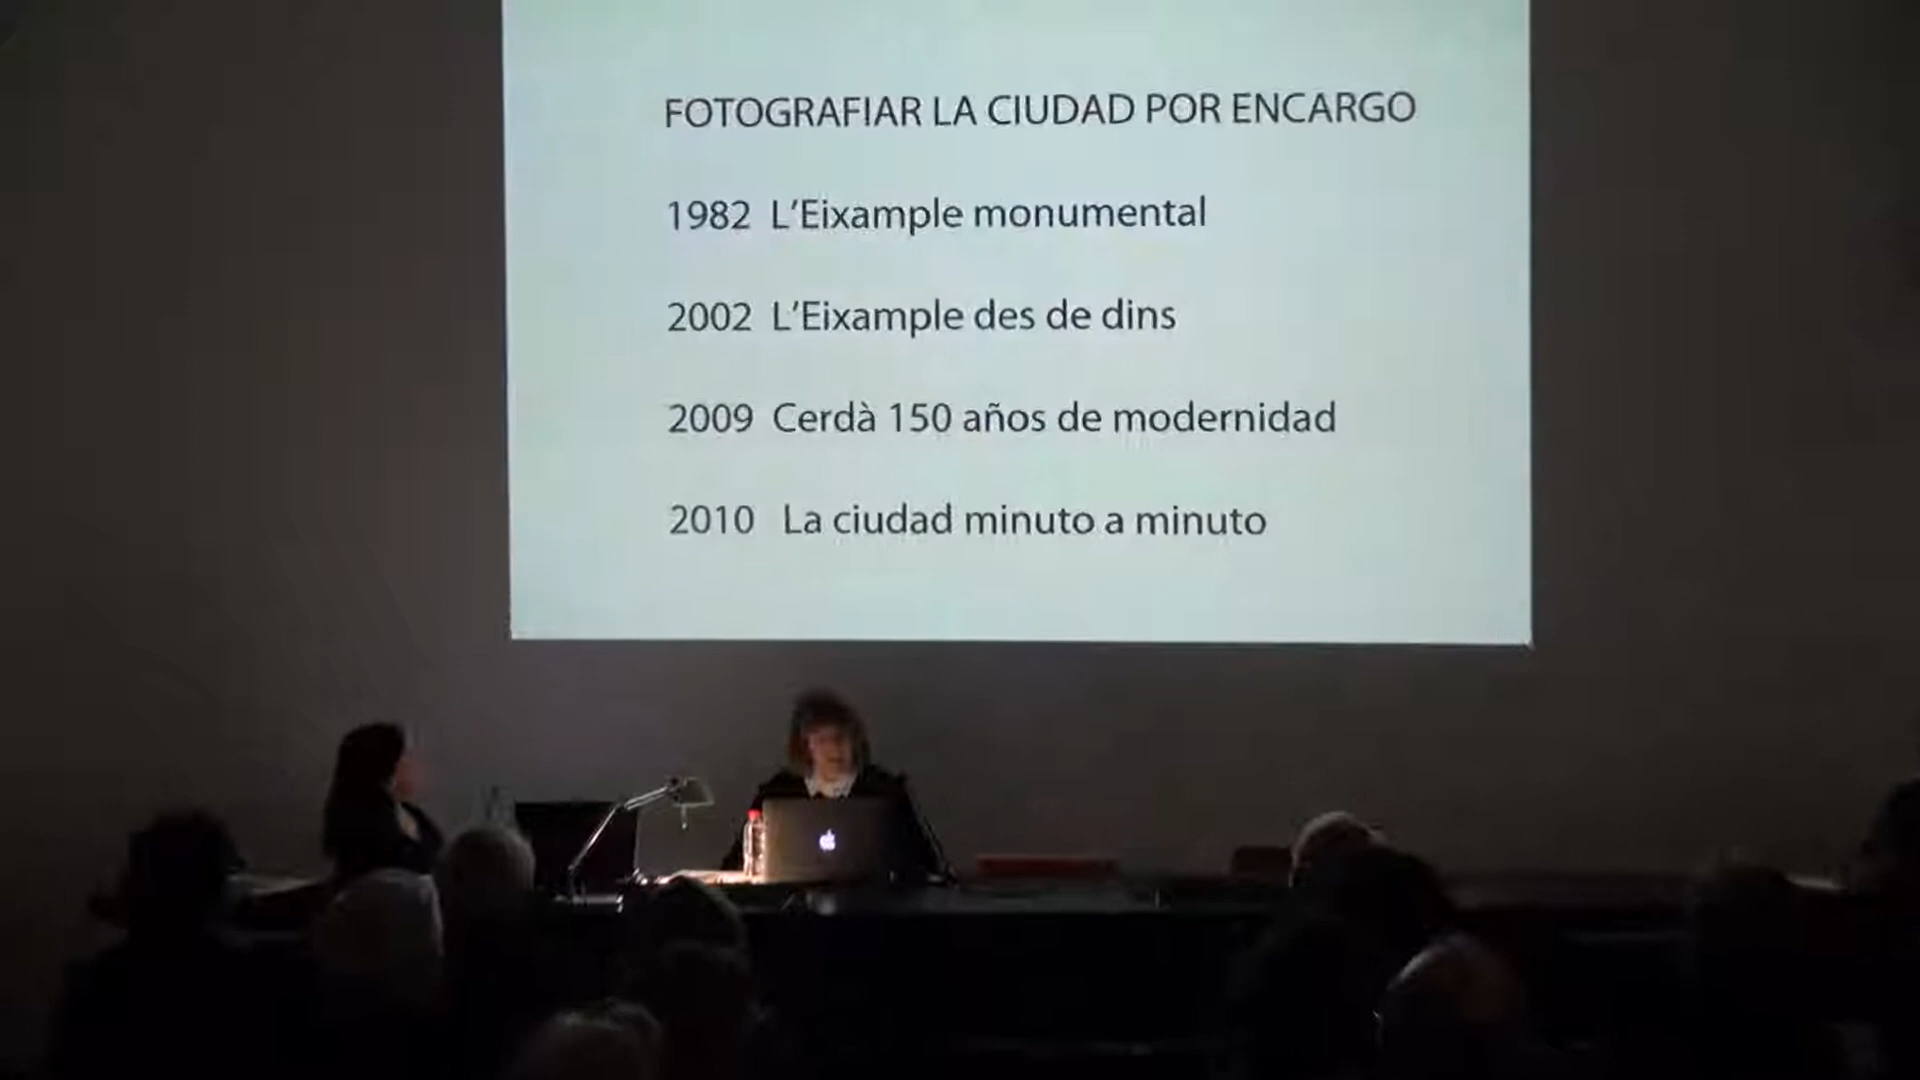 FOTOGRAFIAR LA CIUDAD POR ENCARGO
1982 L'Eixample monumental
2002 L'Eixample des de dins
2009 Cerdà 150 años de modernidad
2010 La ciudad minuto a minuto